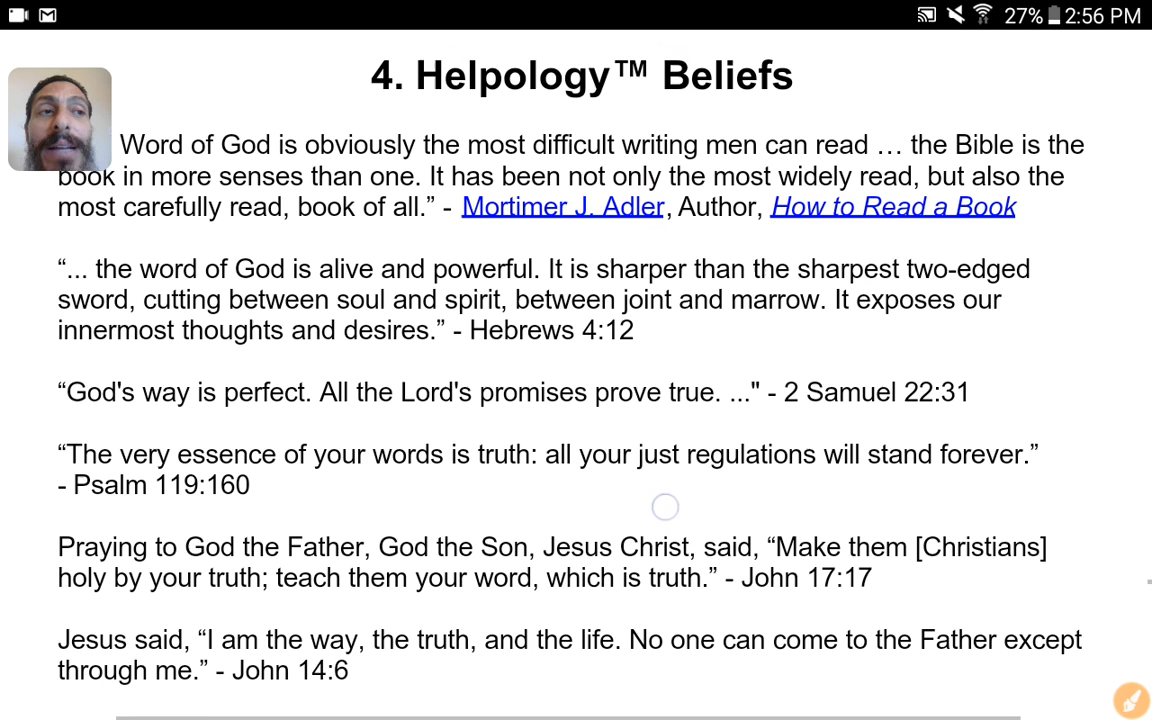 27% 2:56 PM
4. Helpology™ Beliefs
Word of God is obviously the most difficult writing men can read … the Bible is the
book in more senses than one. It has been not only the most widely read, but also the
most carefully read, book of all.” - Mortimer J. Adler, Author, How to Read a Book
“... the word of God is alive and powerful. It is sharper than the sharpest two-edged
sword, cutting between soul and spirit, between joint and marrow. It exposes our
innermost thoughts and desires.” - Hebrews 4:12
“God's way is perfect. All the Lord's promises prove true. ..." - 2 Samuel 22:31
“The very essence of your words is truth: all your just regulations will stand forever.”
- Psalm 119:160
Praying to God the Father, God the Son, Jesus Christ, said, “Make them [Christians]
holy by your truth; teach them your word, which is truth.” - John 17:17
Jesus said, “I am the way, the truth, and the life. No one can come to the Father except
through me.” - John 14:6